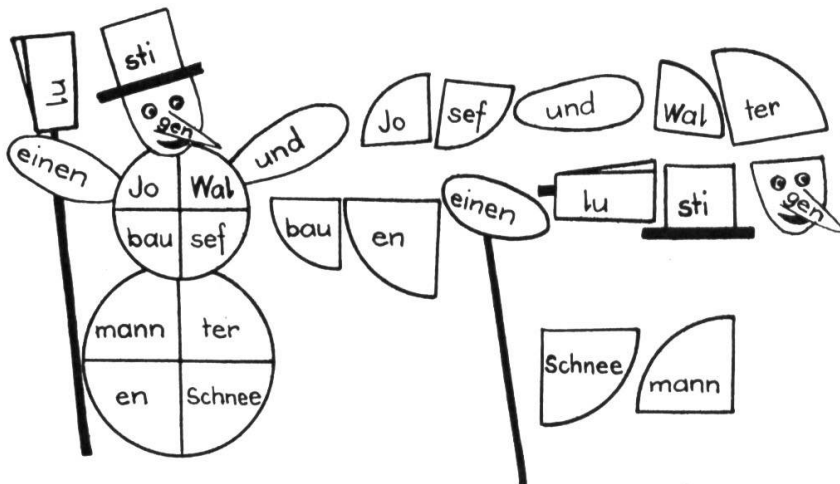 lu
sti
gen
einen
und
Jo Wal
bau sef
mann ter
en Schnee
Jo sef und Wal ter
bau en einen lu sti gen
Schnee mann